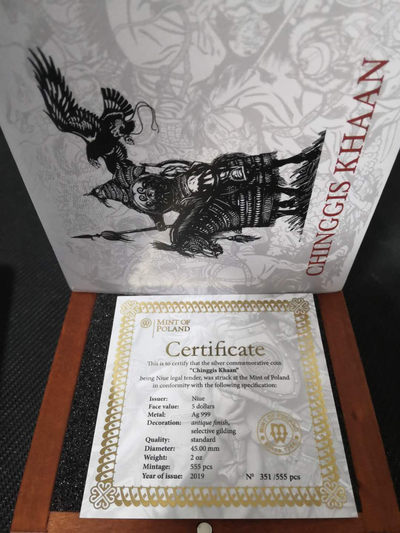 CHINGGIS KHAAN
MINT OF
POLAND
Certificate
This is to certify that the silver commemorative coin
"Chinggis Khaan"
being Niue legal tender, was struck at the Mint of Poland
in conformity with the following specification:
Issuer: Niue
Face value: 5 dollars
Metal: Ag 999
Decoration: antique finish,
selective gilding
Quality: standard
Diameter: 45.00 mm
Weight: 2 oz
Mintage: 555 pcs
Year of issue: 2019
N° 351 /555 pcs